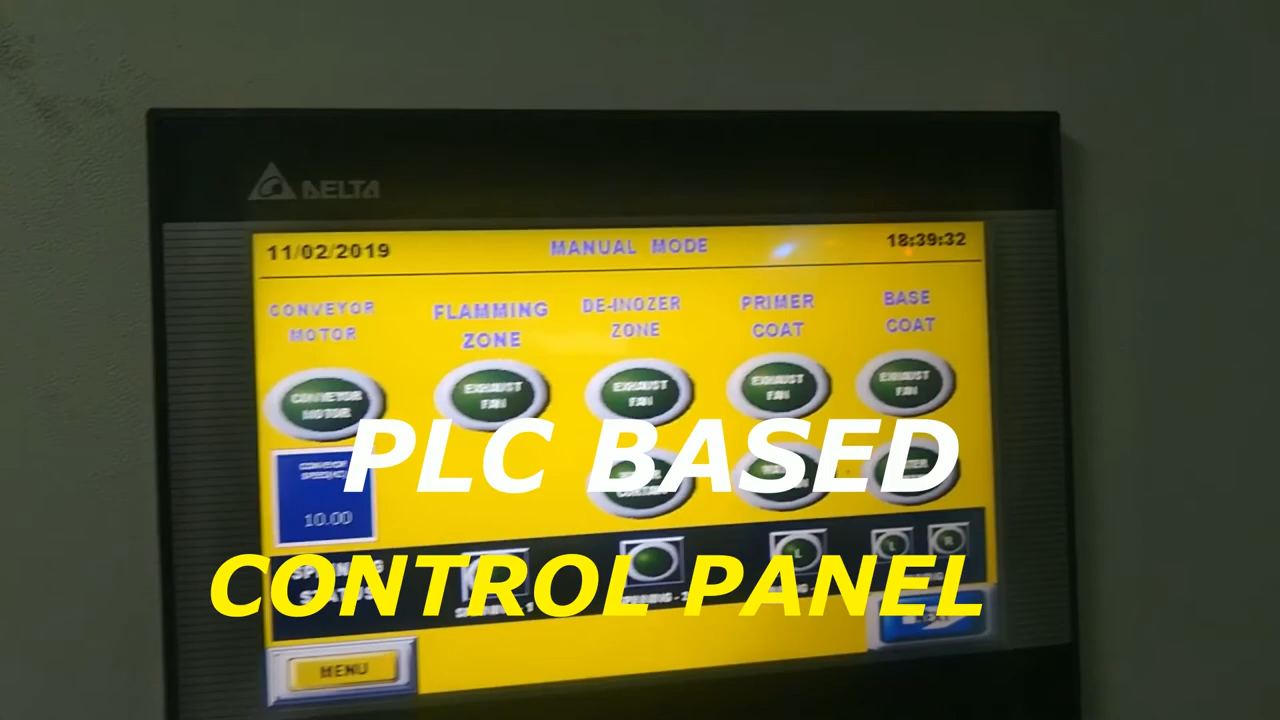 DELTA
11/02/2019 MANUAL MODE 18:39:32
CONVEYOR MOTOR
FLAMMING ZONE
DE-INOZER ZONE
PRIMER COAT
BASE COAT
CONVEYOR MOTOR
EXHAUST FAN
EXHAUST FAN
EXHAUST FAN
EXHAUST FAN
PLC BASED
10.00
CONTROL PANEL
L
L
R
MENU